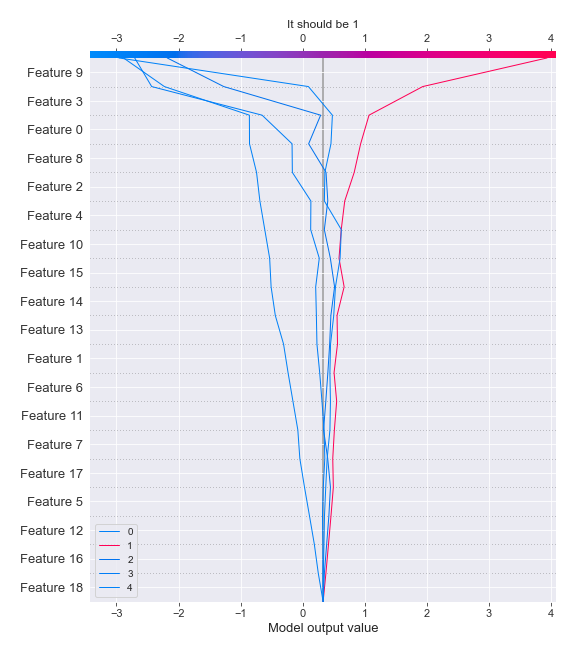 It should be 1
−3 −2 −1 0 1 2 3 4
Feature 9
Feature 3
Feature 0
Feature 8
Feature 2
Feature 4
Feature 10
Feature 15
Feature 14
Feature 13
Feature 1
Feature 6
Feature 11
Feature 7
Feature 17
Feature 5
Feature 12
Feature 16
Feature 18
0
1
2
3
4
−3 −2 −1 0 1 2 3 4
Model output value